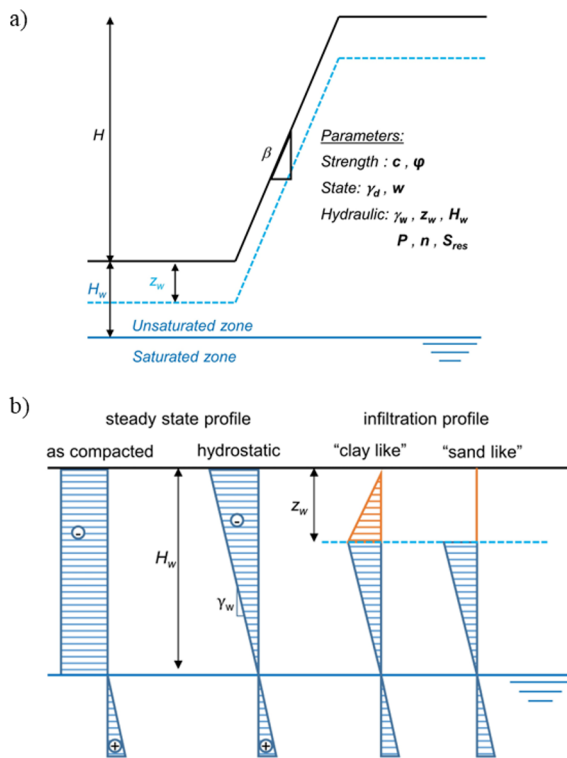 a)
H
β
Parameters:
Strength : c , φ
State: γd , w
Hydraulic: γw , zw , Hw
P , n , Sres
Hw
zw
Unsaturated zone
Saturated zone
b)
steady state profile
infiltration profile
as compacted
hydrostatic
"clay like"
"sand like"
-
-
zw
Hw
γw
+
+